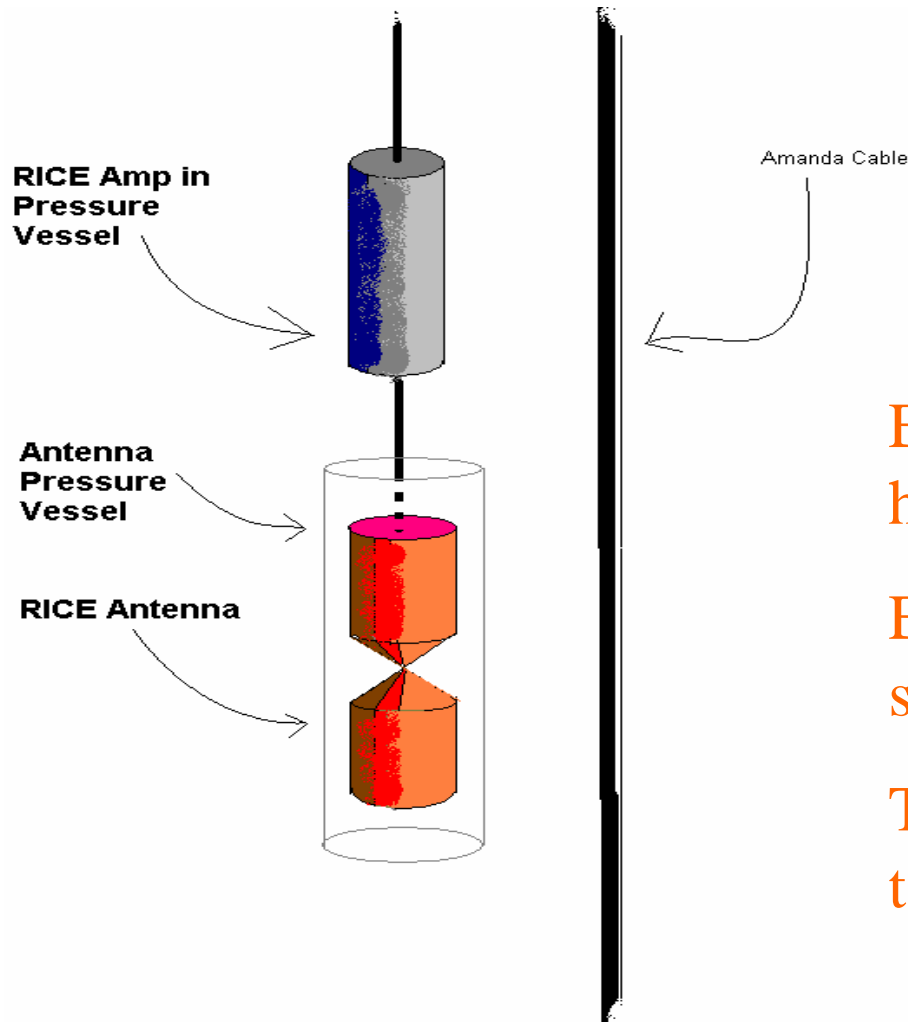 RICE Amp in
Pressure
Vessel
Amanda Cable
Antenna
Pressure
Vessel
RICE Antenna